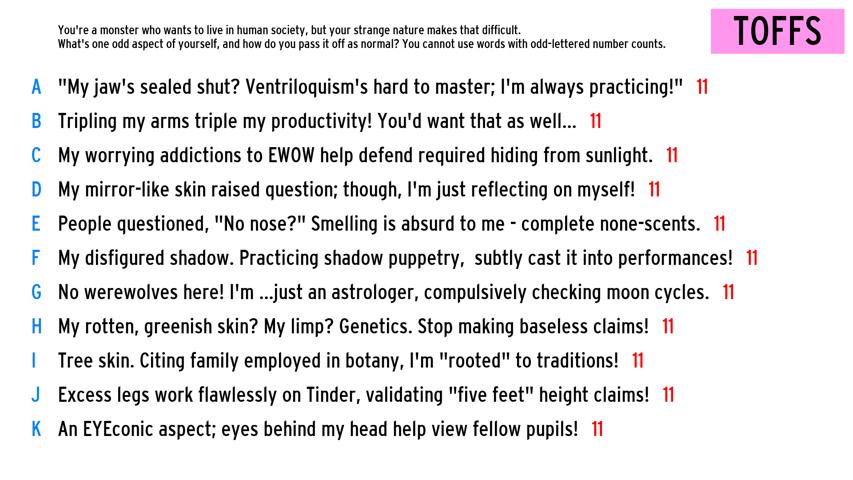 You're a monster who wants to live in human society, but your strange nature makes that difficult.
What's one odd aspect of yourself, and how do you pass it off as normal? You cannot use words with odd-lettered number counts.
TOFFS
A "My jaw's sealed shut? Ventriloquism's hard to master; I'm always practicing!" 11
B Tripling my arms triple my productivity! You'd want that as well... 11
C My worrying addictions to EWOW help defend required hiding from sunlight. 11
D My mirror-like skin raised question; though, I'm just reflecting on myself! 11
E People questioned, "No nose?" Smelling is absurd to me - complete none-scents. 11
F My disfigured shadow. Practicing shadow puppetry, subtly cast it into performances! 11
G No werewolves here! I'm ...just an astrologer, compulsively checking moon cycles. 11
H My rotten, greenish skin? My limp? Genetics. Stop making baseless claims! 11
I Tree skin. Citing family employed in botany, I'm "rooted" to traditions! 11
J Excess legs work flawlessly on Tinder, validating "five feet" height claims! 11
K An EYEconic aspect; eyes behind my head help view fellow pupils! 11